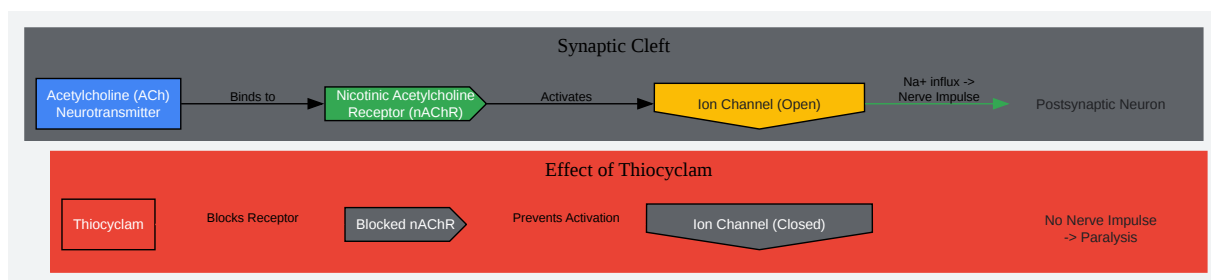 Synaptic Cleft
Acetylcholine (ACh)
Neurotransmitter
Binds to
Nicotinic Acetylcholine
Receptor (nAChR)
Activates
Ion Channel (Open)
Na+ influx ->
Nerve Impulse
Postsynaptic Neuron
Effect of Thiocyclam
Thiocyclam
Blocks Receptor
Blocked nAChR
Prevents Activation
Ion Channel (Closed)
No Nerve Impulse
-> Paralysis